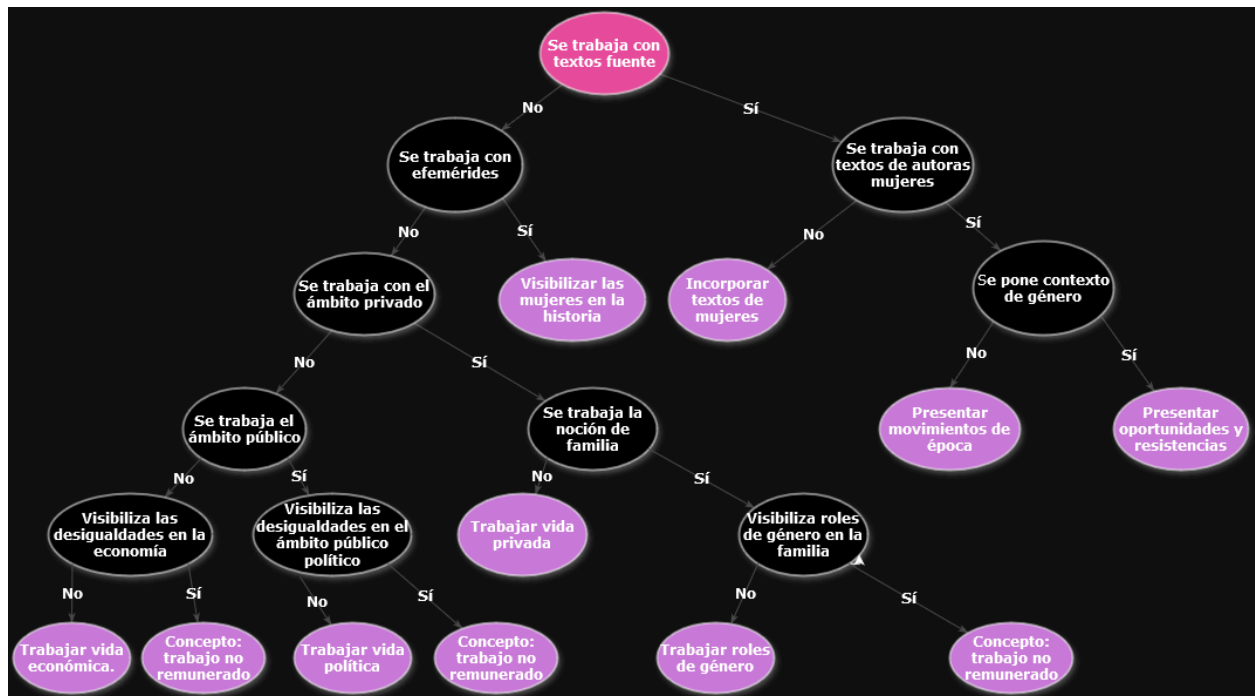 Se trabaja con
textos fuente
No
Sí
Se trabaja con
efemérides
Se trabaja con
textos de autoras
mujeres
No
Sí
No
Sí
Se trabaja con el
ámbito privado
Visibilizar las
mujeres en la
historia
Incorporar
textos de
mujeres
Se pone contexto
de género
No
Sí
No
Sí
Se trabaja el
ámbito público
Se trabaja la
noción de
familia
Presentar
movimientos de
época
Presentar
oportunidades y
resistencias
No
Sí
No
Sí
Visibiliza las
desigualdades en la
economía
Visibiliza las
desigualdades en el
ámbito público
político
Trabajar vida
privada
Visibiliza roles
de género en la
familia
No
Sí
No
Sí
No
Sí
Trabajar vida
económica.
Concepto:
trabajo no
remunerado
Trabajar vida
política
Concepto:
trabajo no
remunerado
Trabajar roles
de género
Concepto:
trabajo no
remunerado